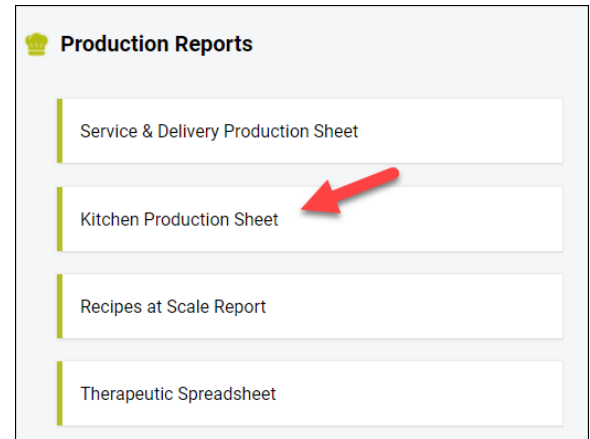 Production Reports
Service & Delivery Production Sheet
Kitchen Production Sheet
Recipes at Scale Report
Therapeutic Spreadsheet